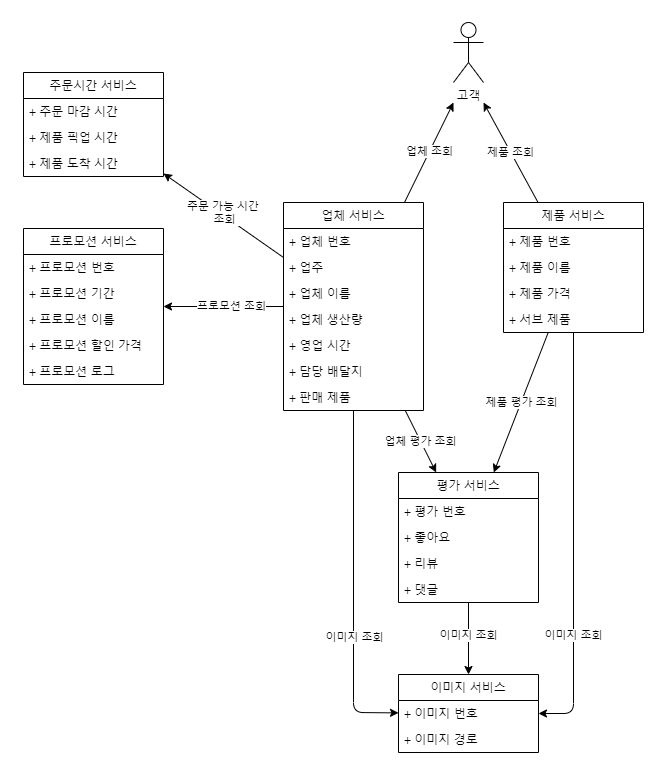 고객
주문시간 서비스
+ 주문 마감 시간
+ 제품 픽업 시간
+ 제품 도착 시간
업체 조회
제품 조회
주문 가능 시간
조회
업체 서비스
+ 업체 번호
+ 업주
+ 업체 이름
+ 업체 생산량
+ 영업 시간
+ 담당 배달지
+ 판매 제품
제품 서비스
+ 제품 번호
+ 제품 이름
+ 제품 가격
+ 서브 제품
프로모션 서비스
+ 프로모션 번호
+ 프로모션 기간
+ 프로모션 이름
+ 프로모션 할인 가격
+ 프로모션 로그
프로모션 조회
제품 평가 조회
업체 평가 조회
평가 서비스
+ 평가 번호
+ 좋아요
+ 리뷰
+ 댓글
이미지 조회
이미지 조회
이미지 조회
이미지 서비스
+ 이미지 번호
+ 이미지 경로